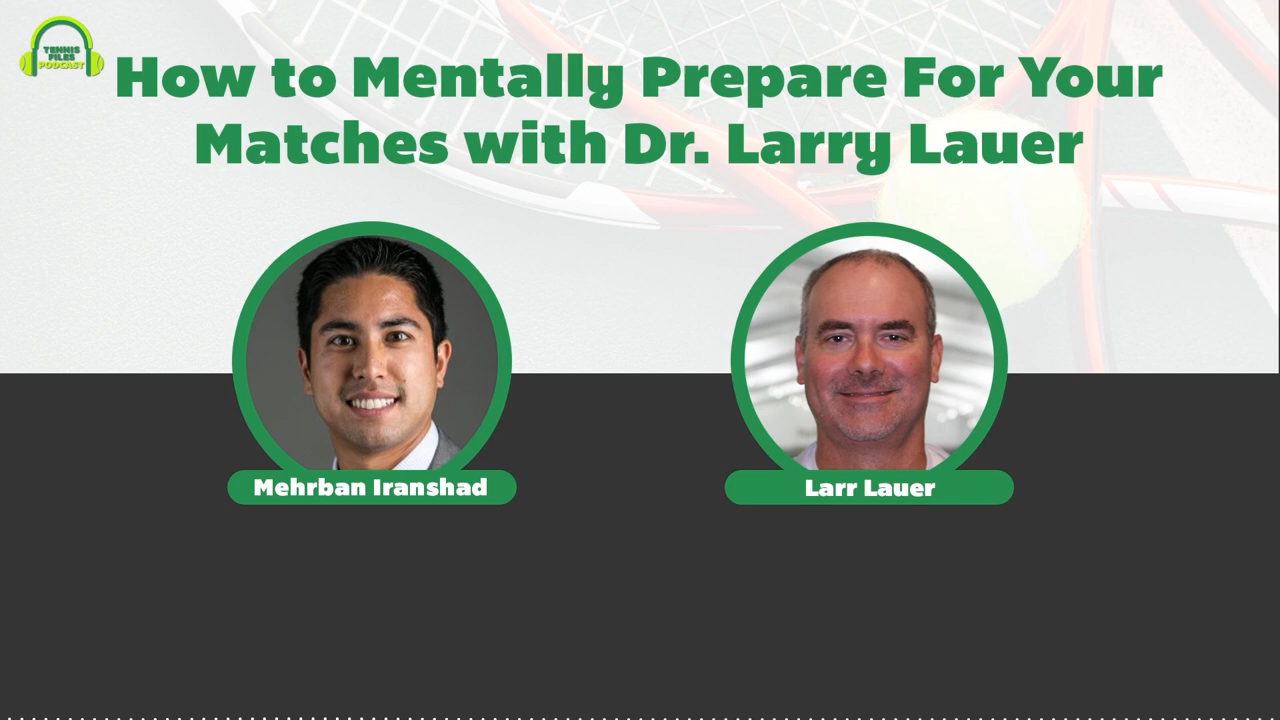 TENNIS
FILES
PODCAST
How to Mentally Prepare For Your
Matches with Dr. Larry Lauer
Mehrban Iranshad
Larr Lauer